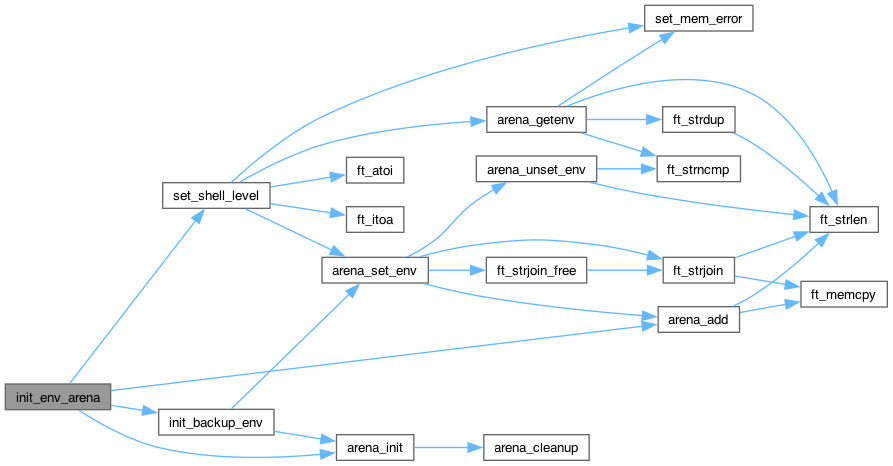 set_mem_error
arena_getenv
ft_strdup
ft_atoi
arena_unset_env
ft_strncmp
set_shell_level
ft_itoa
ft_strlen
arena_set_env
ft_strjoin_free
ft_strjoin
ft_memcpy
arena_add
init_env_arena
init_backup_env
arena_init
arena_cleanup